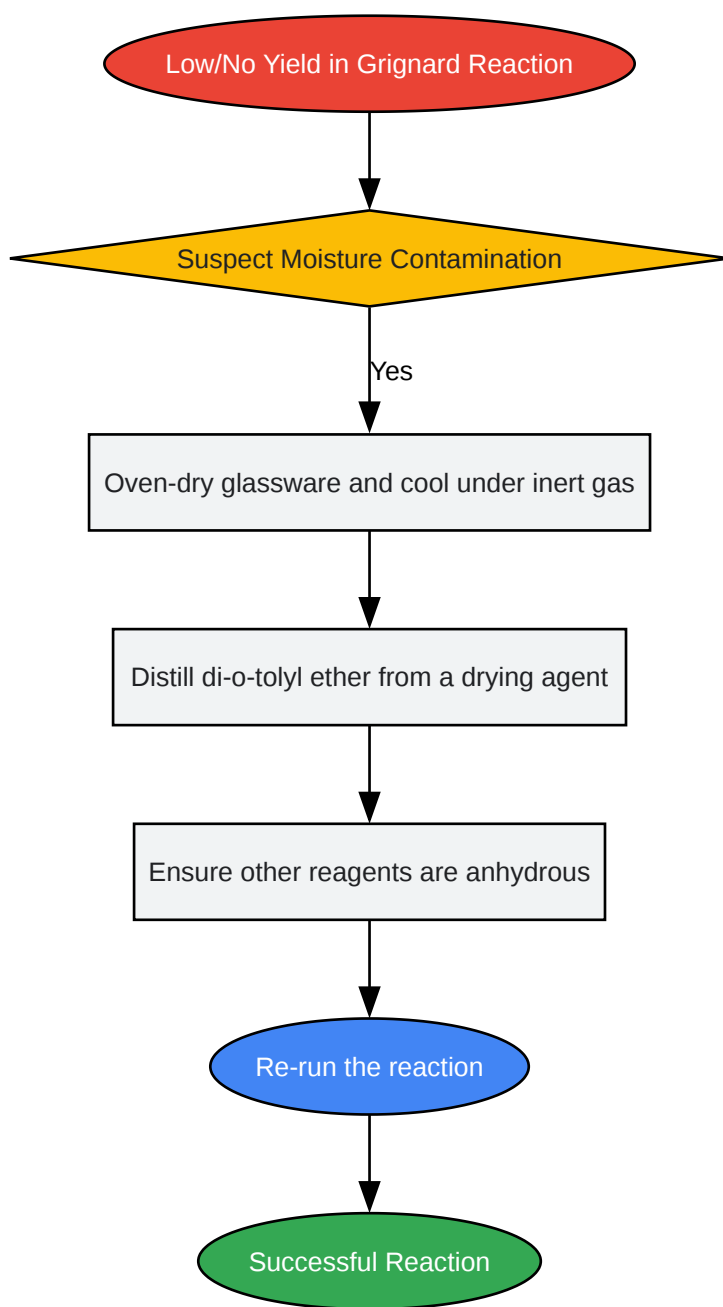 Low/No Yield in Grignard Reaction
Suspect Moisture Contamination
Yes
Oven-dry glassware and cool under inert gas
Distill di-o-tolyl ether from a drying agent
Ensure other reagents are anhydrous
Re-run the reaction
Successful Reaction